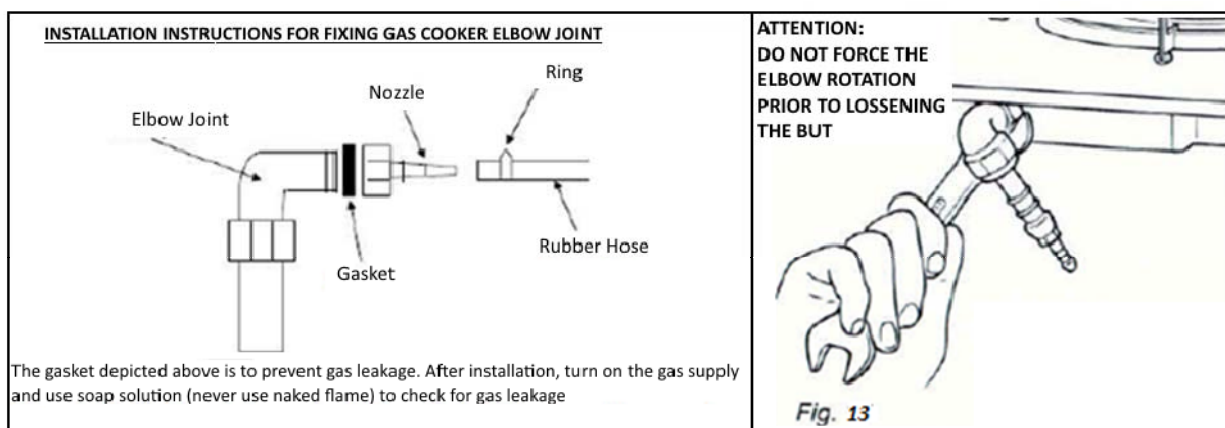 INSTALLATION INSTRUCTIONS FOR FIXING GAS COOKER ELBOW JOINT
Ring
Nozzle
Elbow Joint
Rubber Hose
Gasket
The gasket depicted above is to prevent gas leakage. After installation, turn on the gas supply
and use soap solution (never use naked flame) to check for gas leakage
ATTENTION:
DO NOT FORCE THE
ELBOW ROTATION
PRIOR TO LOSSENING
THE BUT
Fig. 13